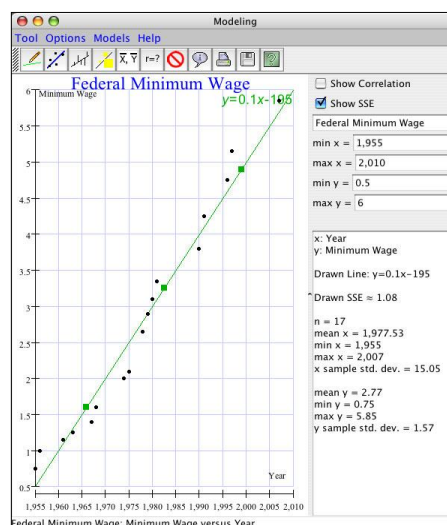 Modeling
Tool Options Models Help
X, Y r=?
Federal Minimum Wage
Minimum Wage
y=0.1x-195
6
5.5
5
4.5
4
3.5
3
2.5
2
1.5
1
0.5
Year
1,955 1,960 1,965 1,970 1,975 1,980 1,985 1,990 1,995 2,000 2,005 2,010
Federal Minimum Wage: Minimum Wage versus Year
Show Correlation
Show SSE
Federal Minimum Wage
min x = 1,955
max x = 2,010
min y = 0.5
max y = 6
x: Year
y: Minimum Wage
Drawn Line: y=0.1x-195
Drawn SSE ≈ 1.08
n = 17
mean x = 1,977.53
min x = 1,955
max x = 2,007
x sample std. dev. = 15.05
mean y = 2.77
min y = 0.75
max y = 5.85
y sample std. dev. = 1.57